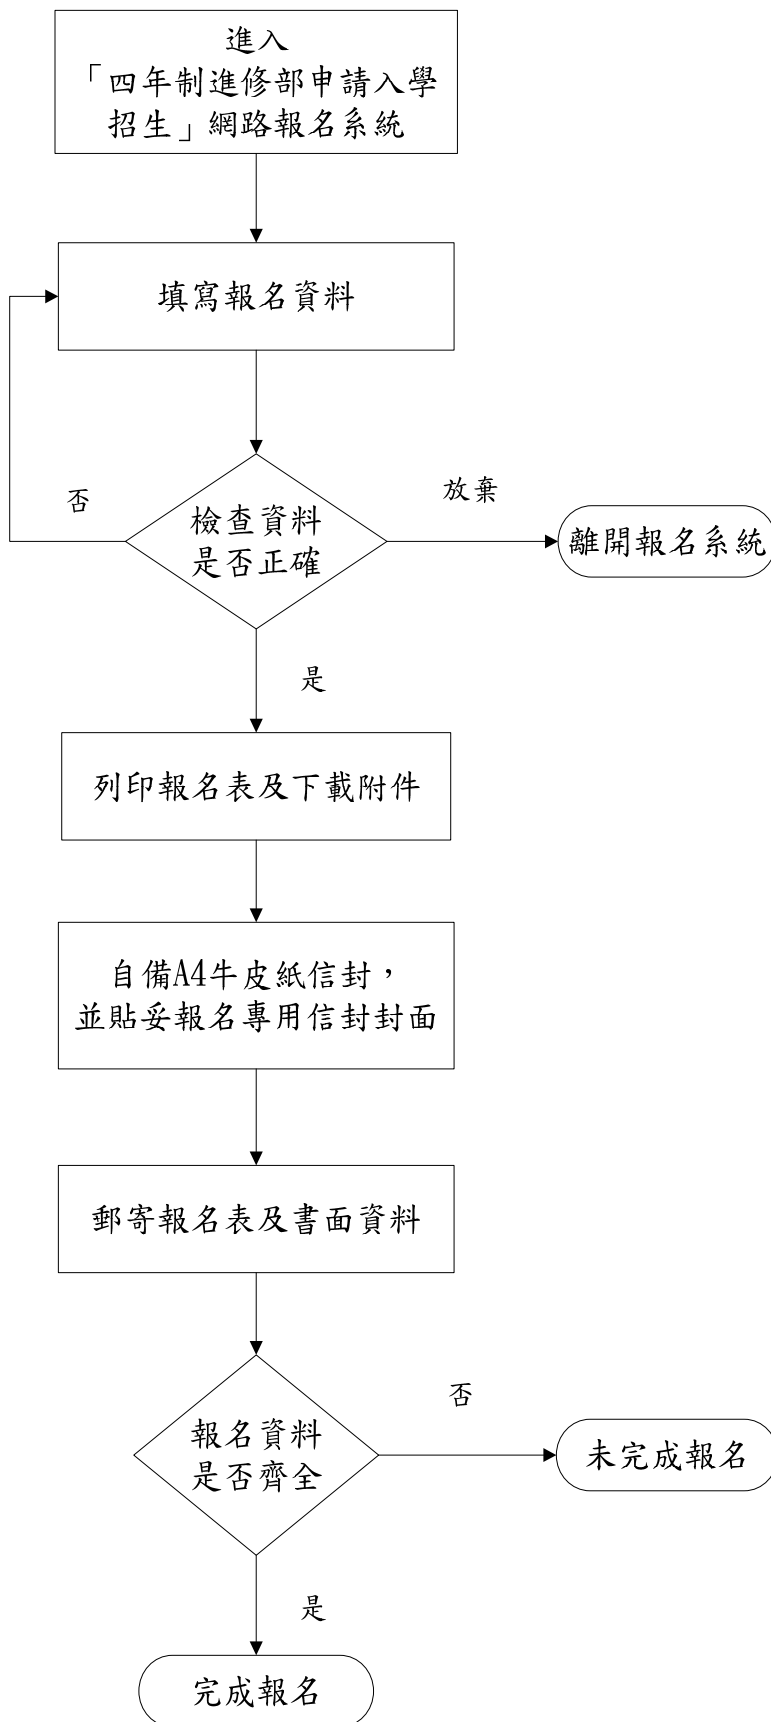 進入
「四年制進修部申請入學
招生」網路報名系統
填寫報名資料
否
放棄
檢查資料
是否正確
離開報名系統
是
列印報名表及下載附件
自備A4牛皮紙信封，
並貼妥報名專用信封封面
郵寄報名表及書面資料
否
報名資料
是否齊全
未完成報名
是
完成報名